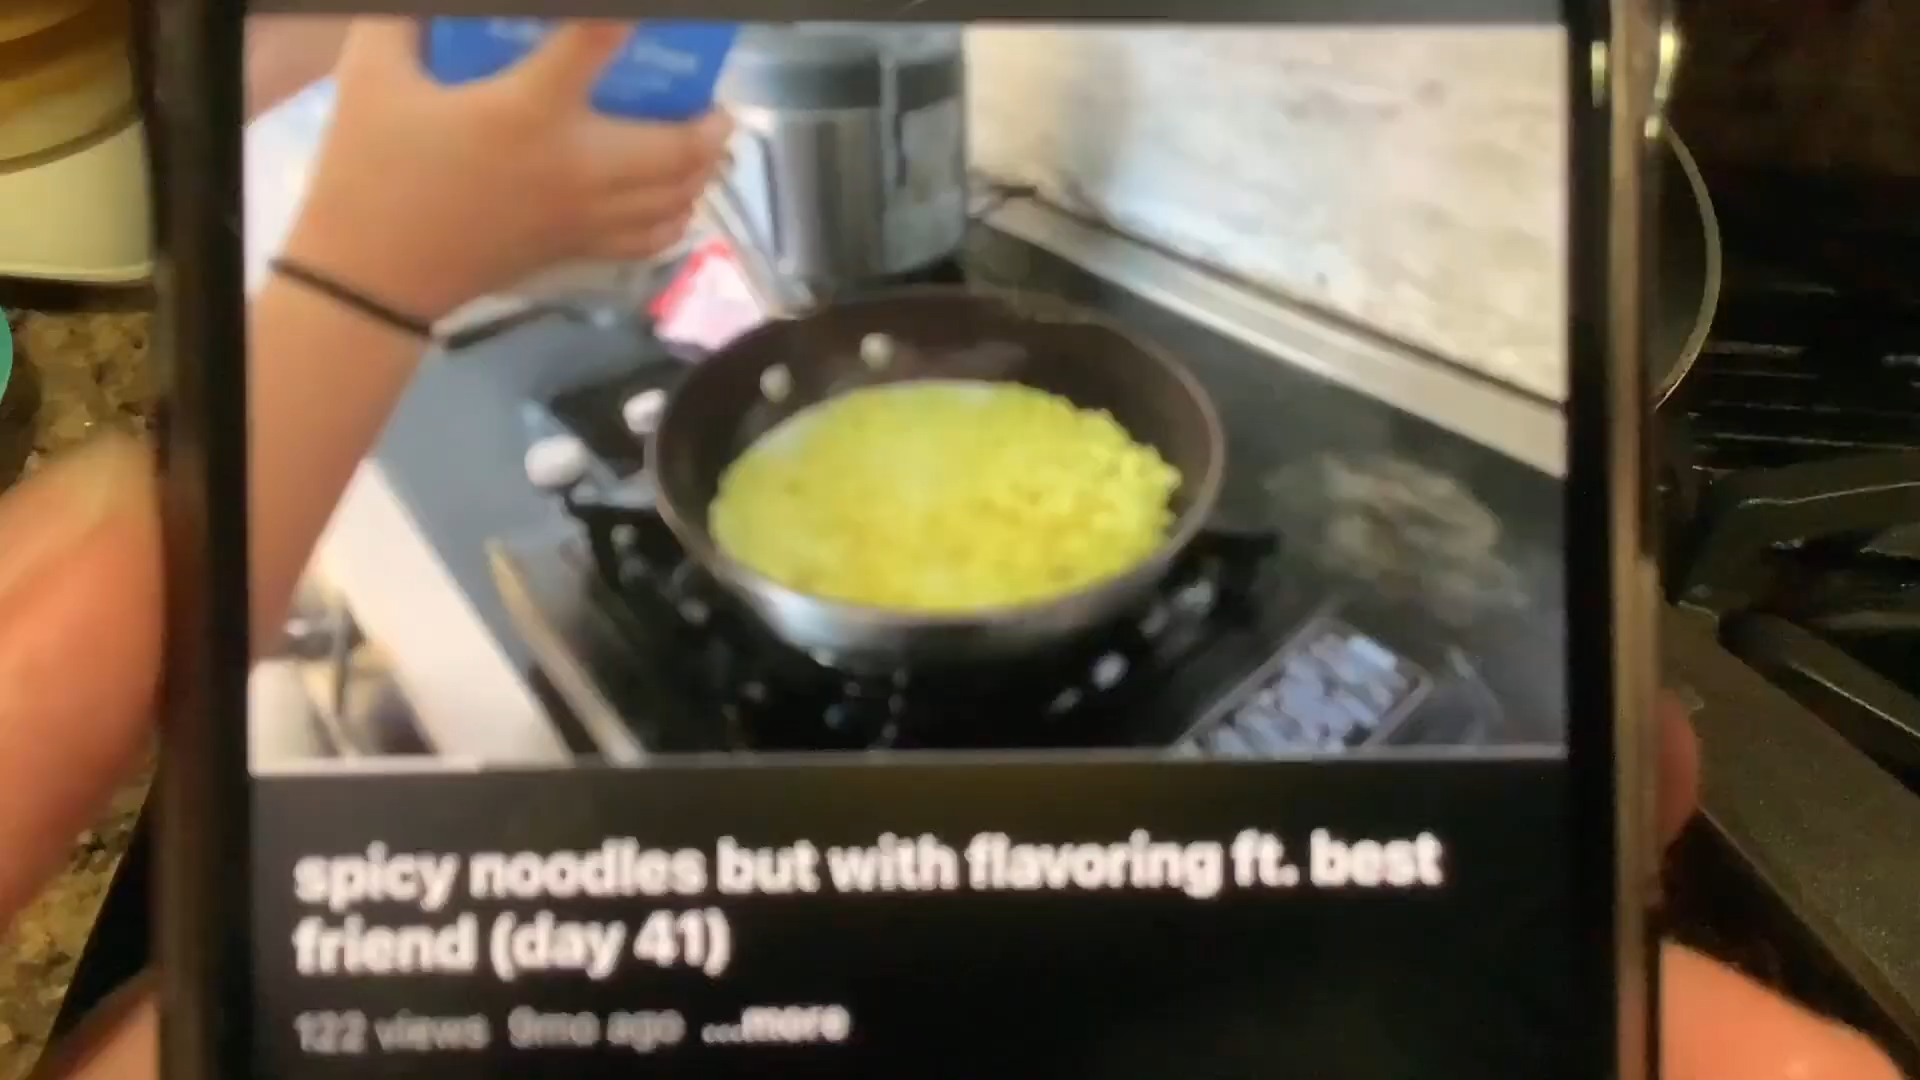 spicy noodles but with flavoring ft. best
friend (day 41)
122 views 9mo ago ...more